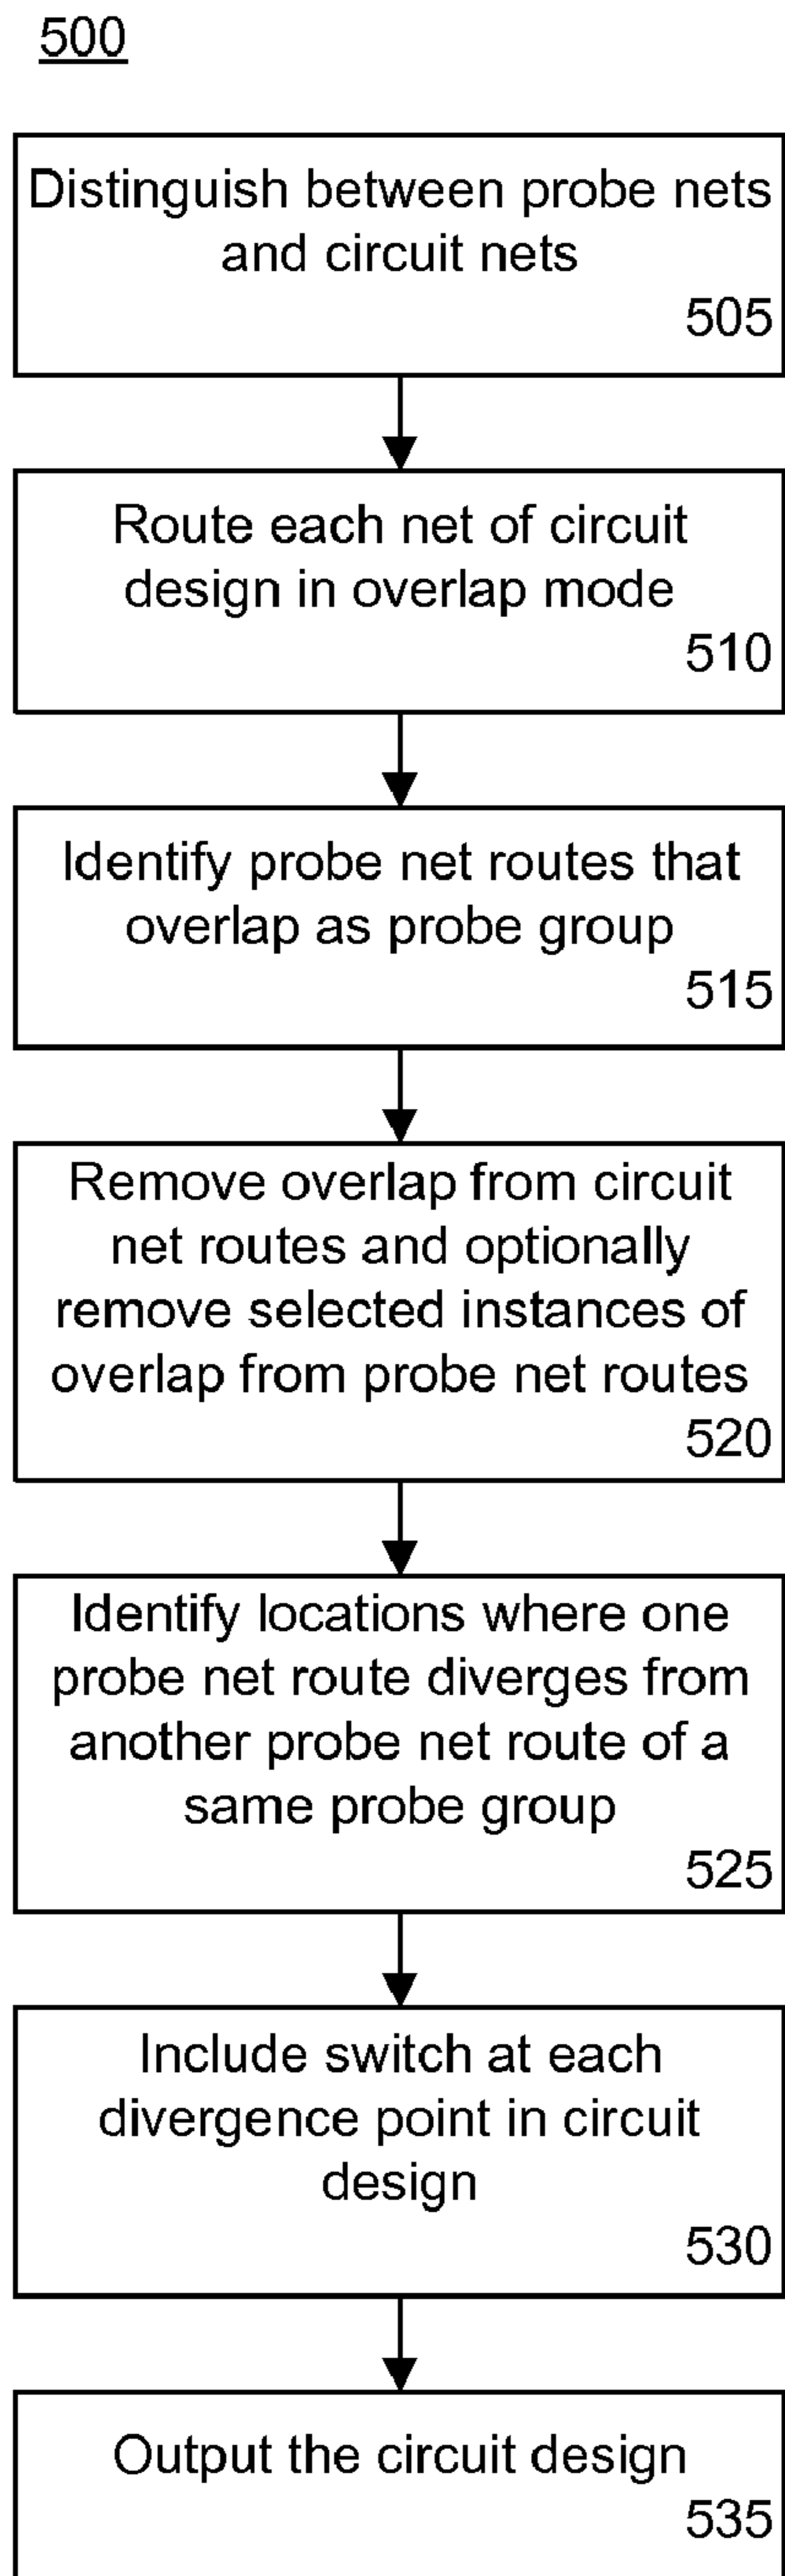 500
Distinguish between probe nets
and circuit nets
505
Route each net of circuit
design in overlap mode
510
Identify probe net routes that
overlap as probe group
515
Remove overlap from circuit
net routes and optionally
remove selected instances of
overlap from probe net routes
520
Identify locations where one
probe net route diverges from
another probe net route of a
same probe group
525
Include switch at each
divergence point in circuit
design
530
Output the circuit design
535